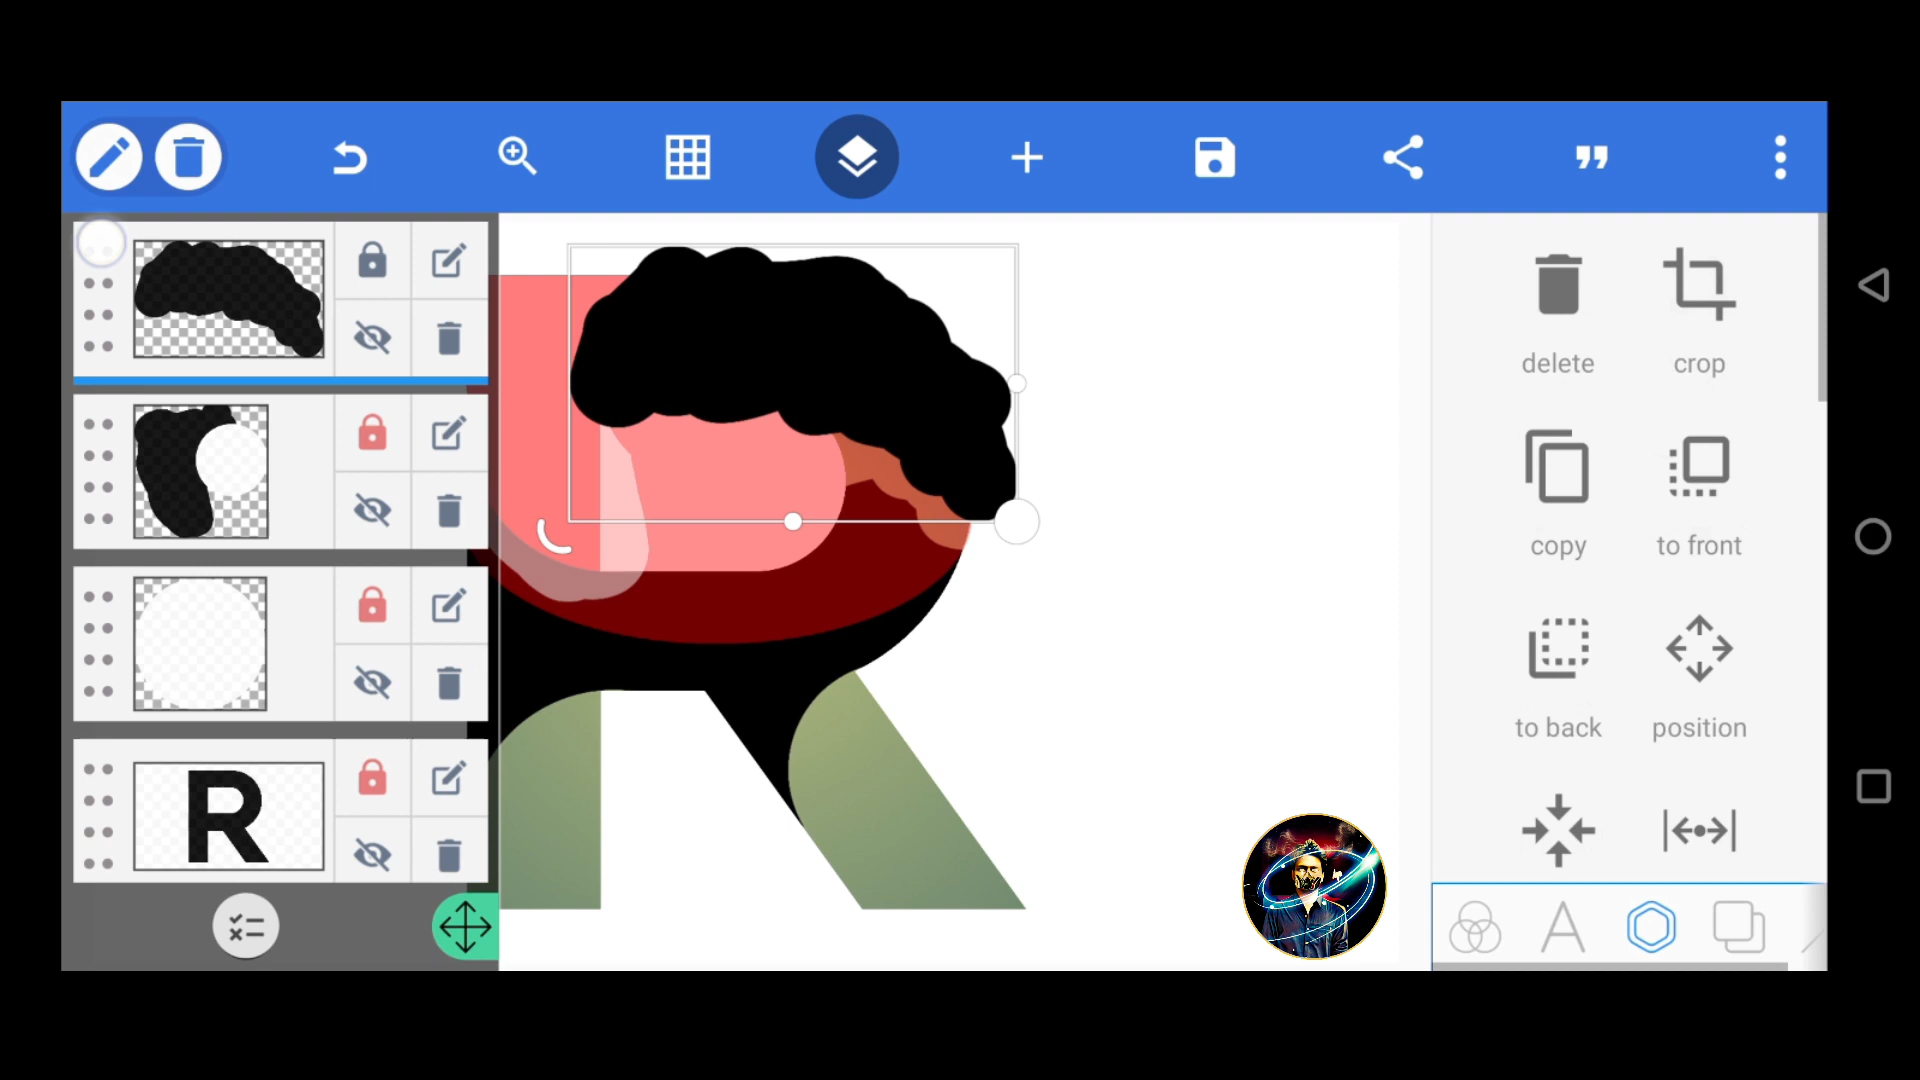 delete
crop
copy
to front
to back
position
R
R
A